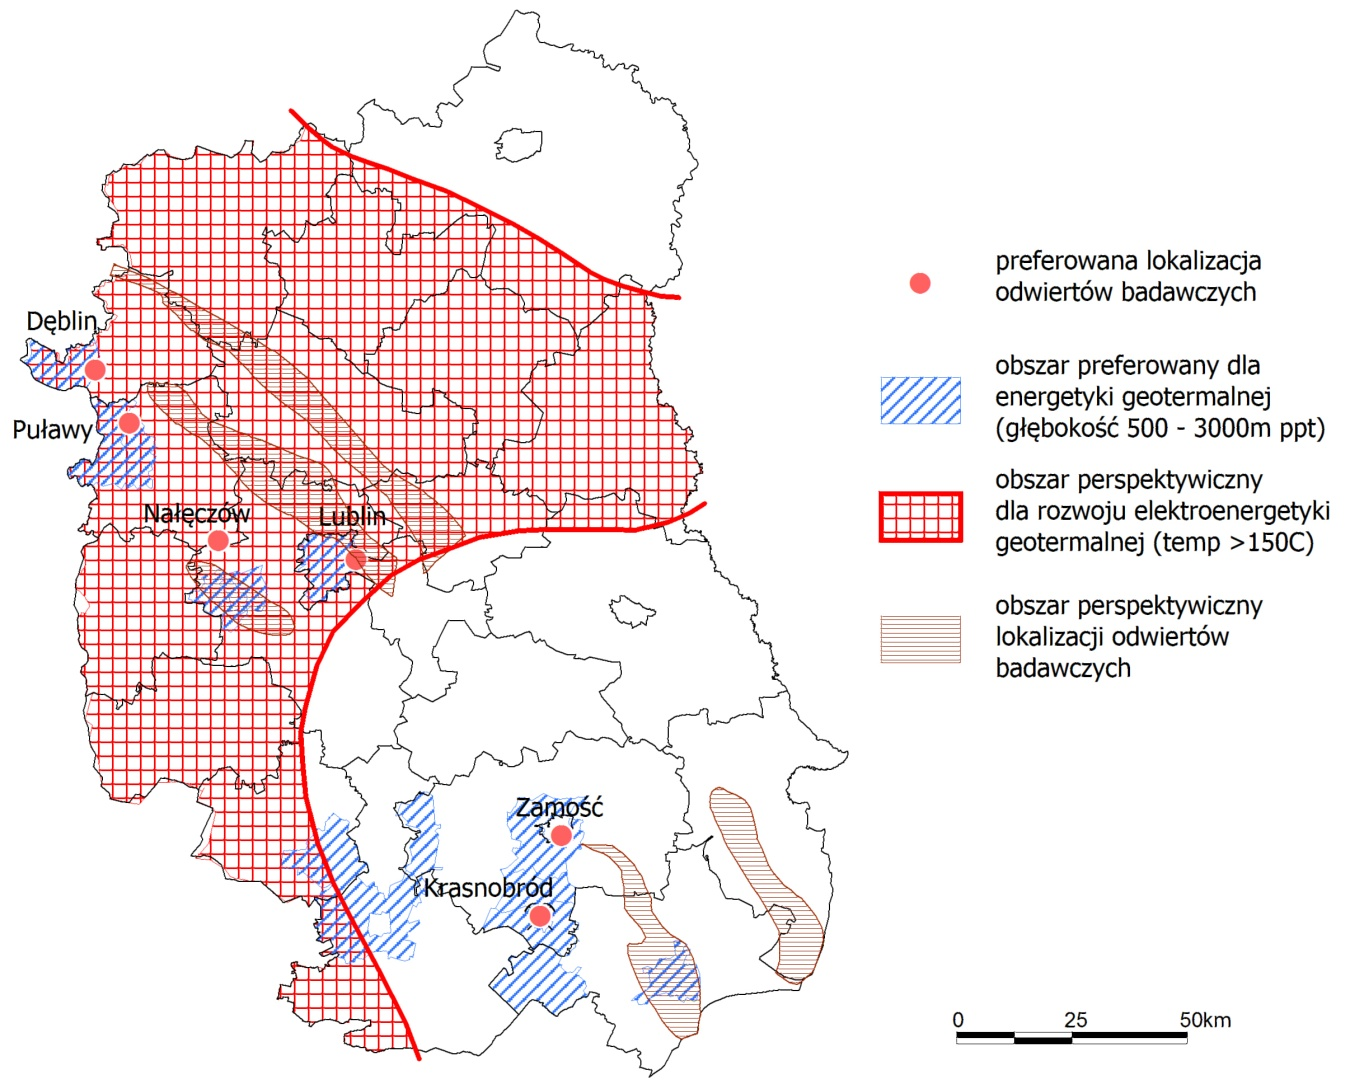 Dęblin
Puławy
Nałęczów
Lublin
Zamość
Krasnobród
preferowana lokalizacja
odwiertów badawczych
obszar preferowany dla
energetyki geotermalnej
(głębokość 500 - 3000m ppt)
obszar perspektywiczny
dla rozwoju elektroenergetyki
geotermalnej (temp >150C)
obszar perspektywiczny
lokalizacji odwiertów
badawczych
0 25 50km